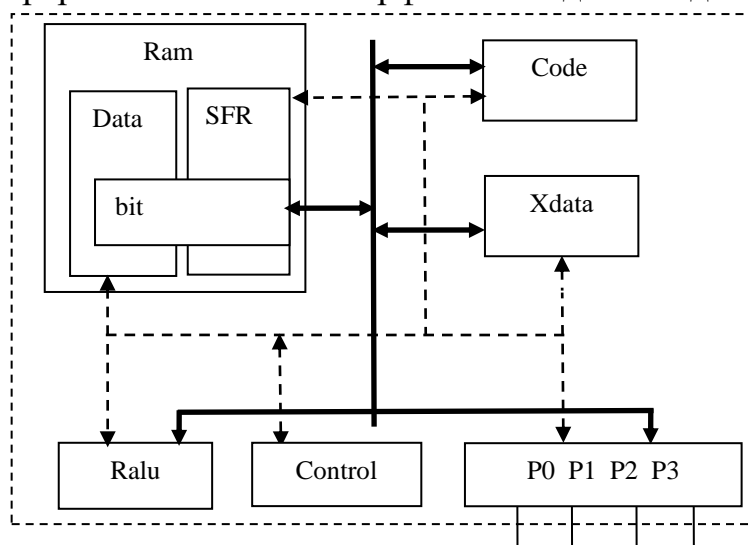 Ram
Code
Data
SFR
bit
Xdata
Ralu
Control
P0 P1 P2 P3